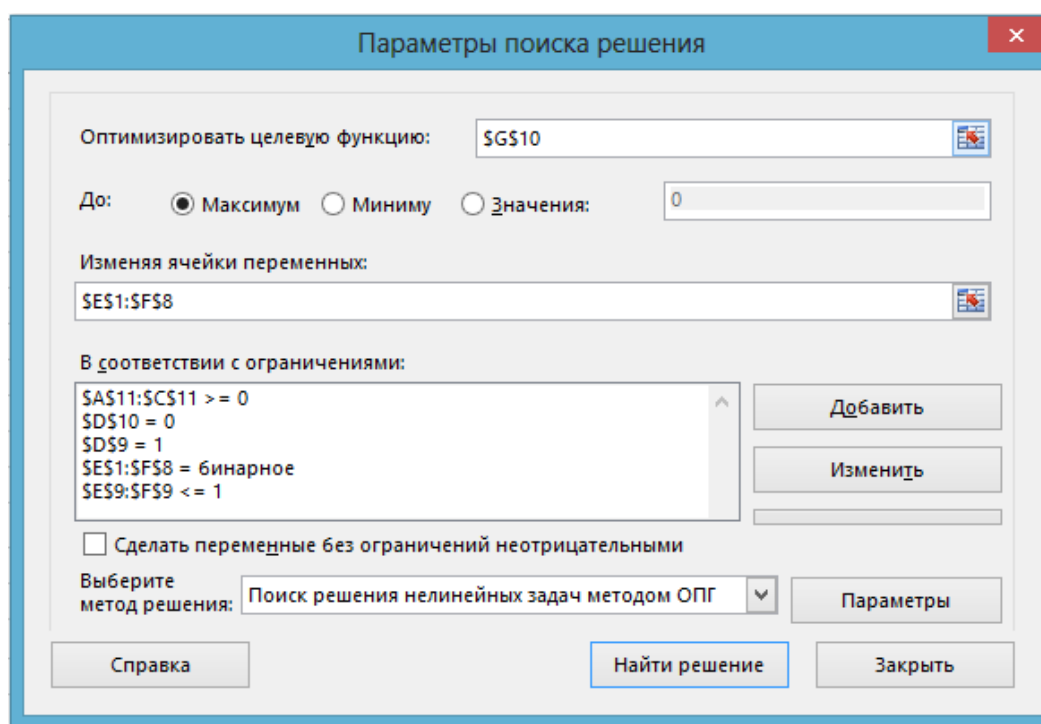 Параметры поиска решения
Оптимизировать целевую функцию: $G$10
До: Максимум Миниму Значения: 0
Изменяя ячейки переменных:
$E$1:$F$8
В соответствии с ограничениями:
$A$11:$C$11 >= 0
$D$10 = 0
$D$9 = 1
$E$1:$F$8 = бинарное
$E$9:$F$9 <= 1
Добавить
Изменить
Сделать переменные без ограничений неотрицательными
Выберите
метод решения: Поиск решения нелинейных задач методом ОПГ
Параметры
Справка Найти решение Закрыть